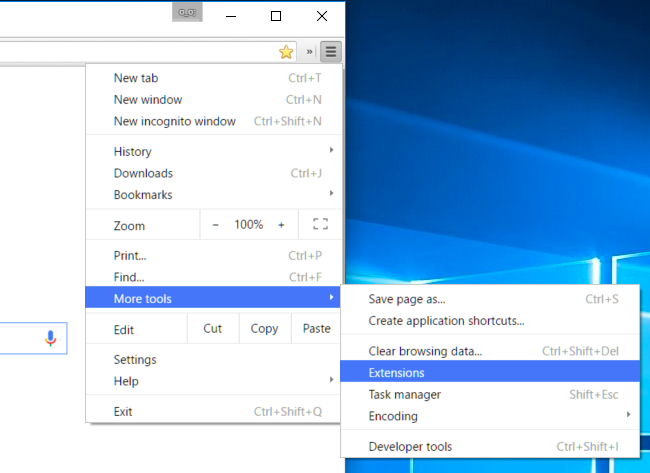 New tab Ctrl+T
New window Ctrl+N
New incognito window Ctrl+Shift+N
History
Downloads Ctrl+J
Bookmarks
Zoom − 100% +
Print... Ctrl+P
Find... Ctrl+F
More tools
Edit Cut Copy Paste
Settings
Help
Exit Ctrl+Shift+Q
Save page as... Ctrl+S
Create application shortcuts...
Clear browsing data... Ctrl+Shift+Del
Extensions
Task manager Shift+Esc
Encoding
Developer tools Ctrl+Shift+I